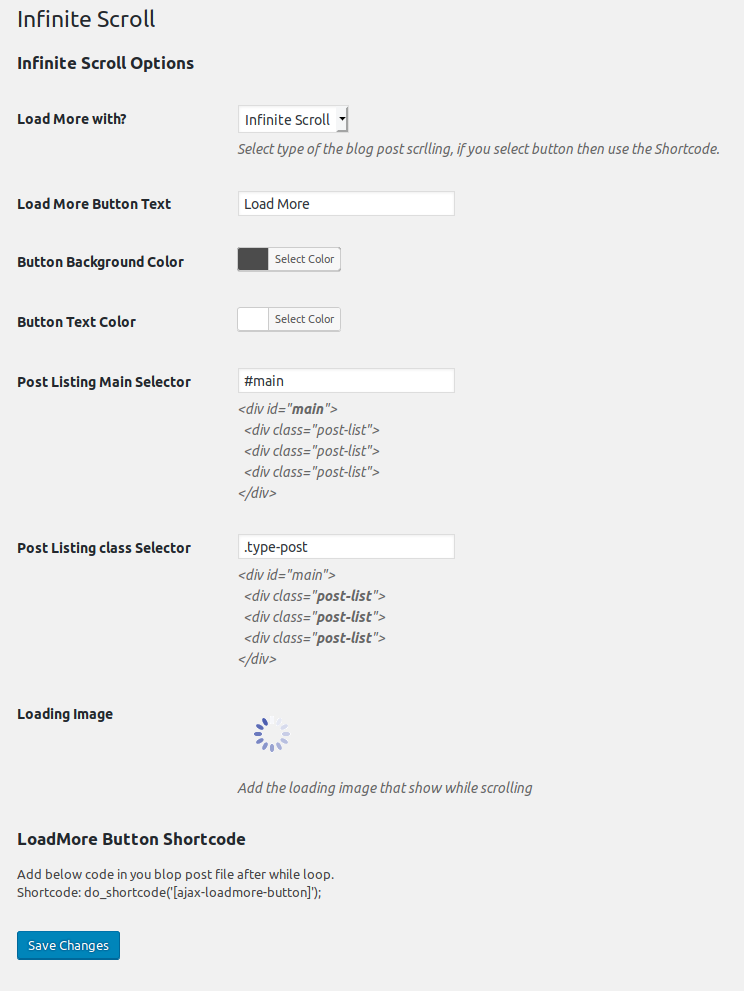 Infinite Scroll
Infinite Scroll Options
Load More with?
Infinite Scroll
Select type of the blog post scrlling, if you select button then use the Shortcode.
Load More Button Text
Load More
Button Background Color
Select Color
Button Text Color
Select Color
Post Listing Main Selector
#main
<div id="main">
<div class="post-list">
<div class="post-list">
<div class="post-list">
</div>
Post Listing class Selector
.type-post
<div id="main">
<div class="post-list">
<div class="post-list">
<div class="post-list">
</div>
Loading Image
Add the loading image that show while scrolling
LoadMore Button Shortcode
Add below code in you blop post file after while loop.
Shortcode: do_shortcode('[ajax-loadmore-button]');
Save Changes